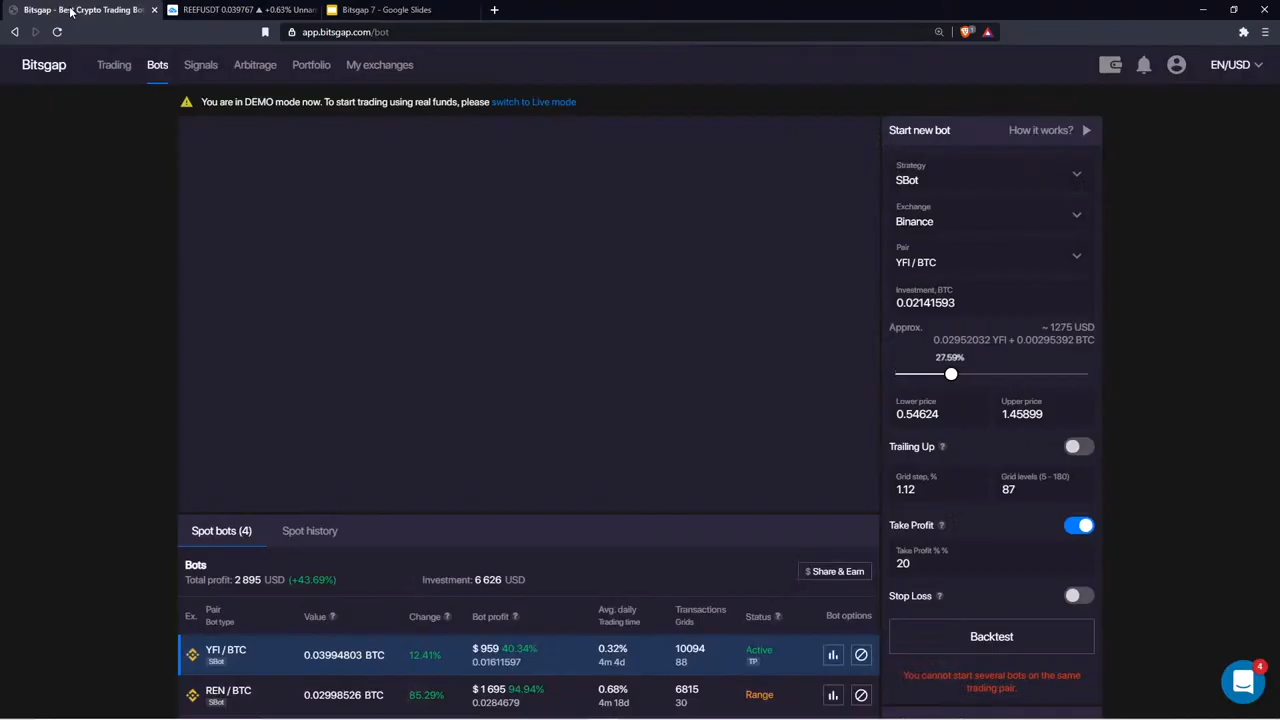 Bitsgap - Best Crypto Trading Bot
REEFUSDT 0.039767 ▲ +0.63% Unnam
Bitsgap 7 - Google Slides
app.bitsgap.com/bot
1
Bitsgap
Trading
Bots
Signals
Arbitrage
Portfolio
My exchanges
EN/USD
You are in DEMO mode now. To start trading using real funds, please switch to Live mode
Start new bot
How it works?
Strategy
SBot
Exchange
Binance
Pair
YFI / BTC
Investment, BTC
0.02141593
Approx. ~ 1275 USD
0.02952032 YFI + 0.00295392 BTC
27.59%
Lower price Upper price
0.54624 1.45899
Trailing Up ?
Grid step, % Grid levels (5 - 180)
1.12 87
Take Profit ?
Take Profit % %
20
Stop Loss ?
Backtest
You cannot start several bots on the same
trading pair.
4
Spot bots (4) Spot history
Bots
Total profit: 2 895 USD (+43.69%) Investment: 6 626 USD
$ Share & Earn
Ex. Pair Value ? Change ? Bot profit ? Avg. daily Transactions Status ? Bot options
Bot type Trading time Grids
YFI / BTC 0.03994803 BTC 12.41% $ 959 40.34% 0.32% 10094 Active
SBot 0.01611597 4m 4d 88 TP
REN / BTC 0.02998526 BTC 85.29% $ 1 695 94.94% 0.68% 6815 Range
SBot 0.0284679 4m 18d 30